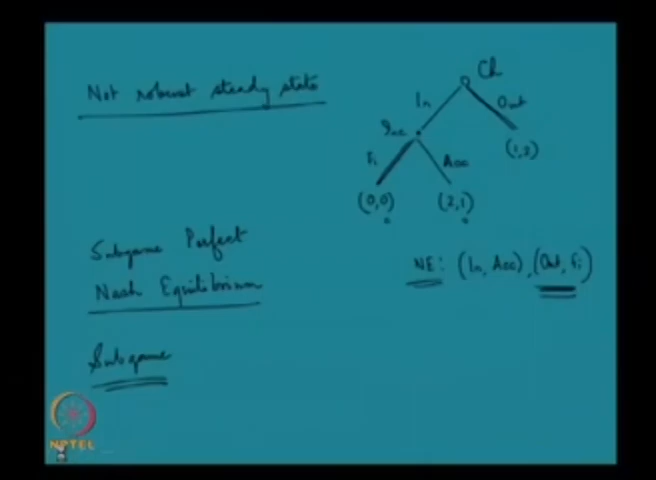 Not robust steady state
Ch
In
Out
Inc
Fi
Acc
(1,2)
(0,0)
(2,1)
Subgame Perfect
Nash Equilibrium
NE: (In, Acc), (Out, Fi)
Subgame
NPTEL